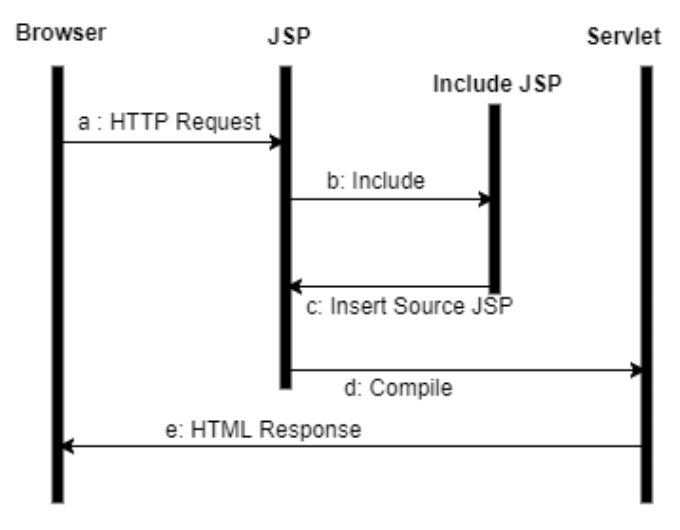 Browser
JSP
Servlet
Include JSP
a : HTTP Request
b: Include
c: Insert Source JSP
d: Compile
e: HTML Response